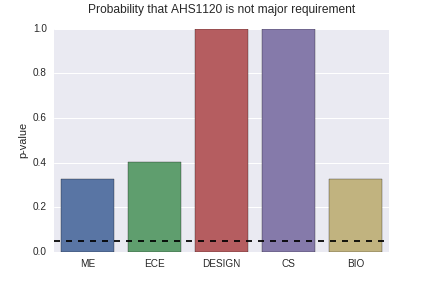 Probability that AHS1120 is not major requirement
1.0
0.8
0.6
0.4
0.2
0.0
p-value
ME ECE DESIGN CS BIO